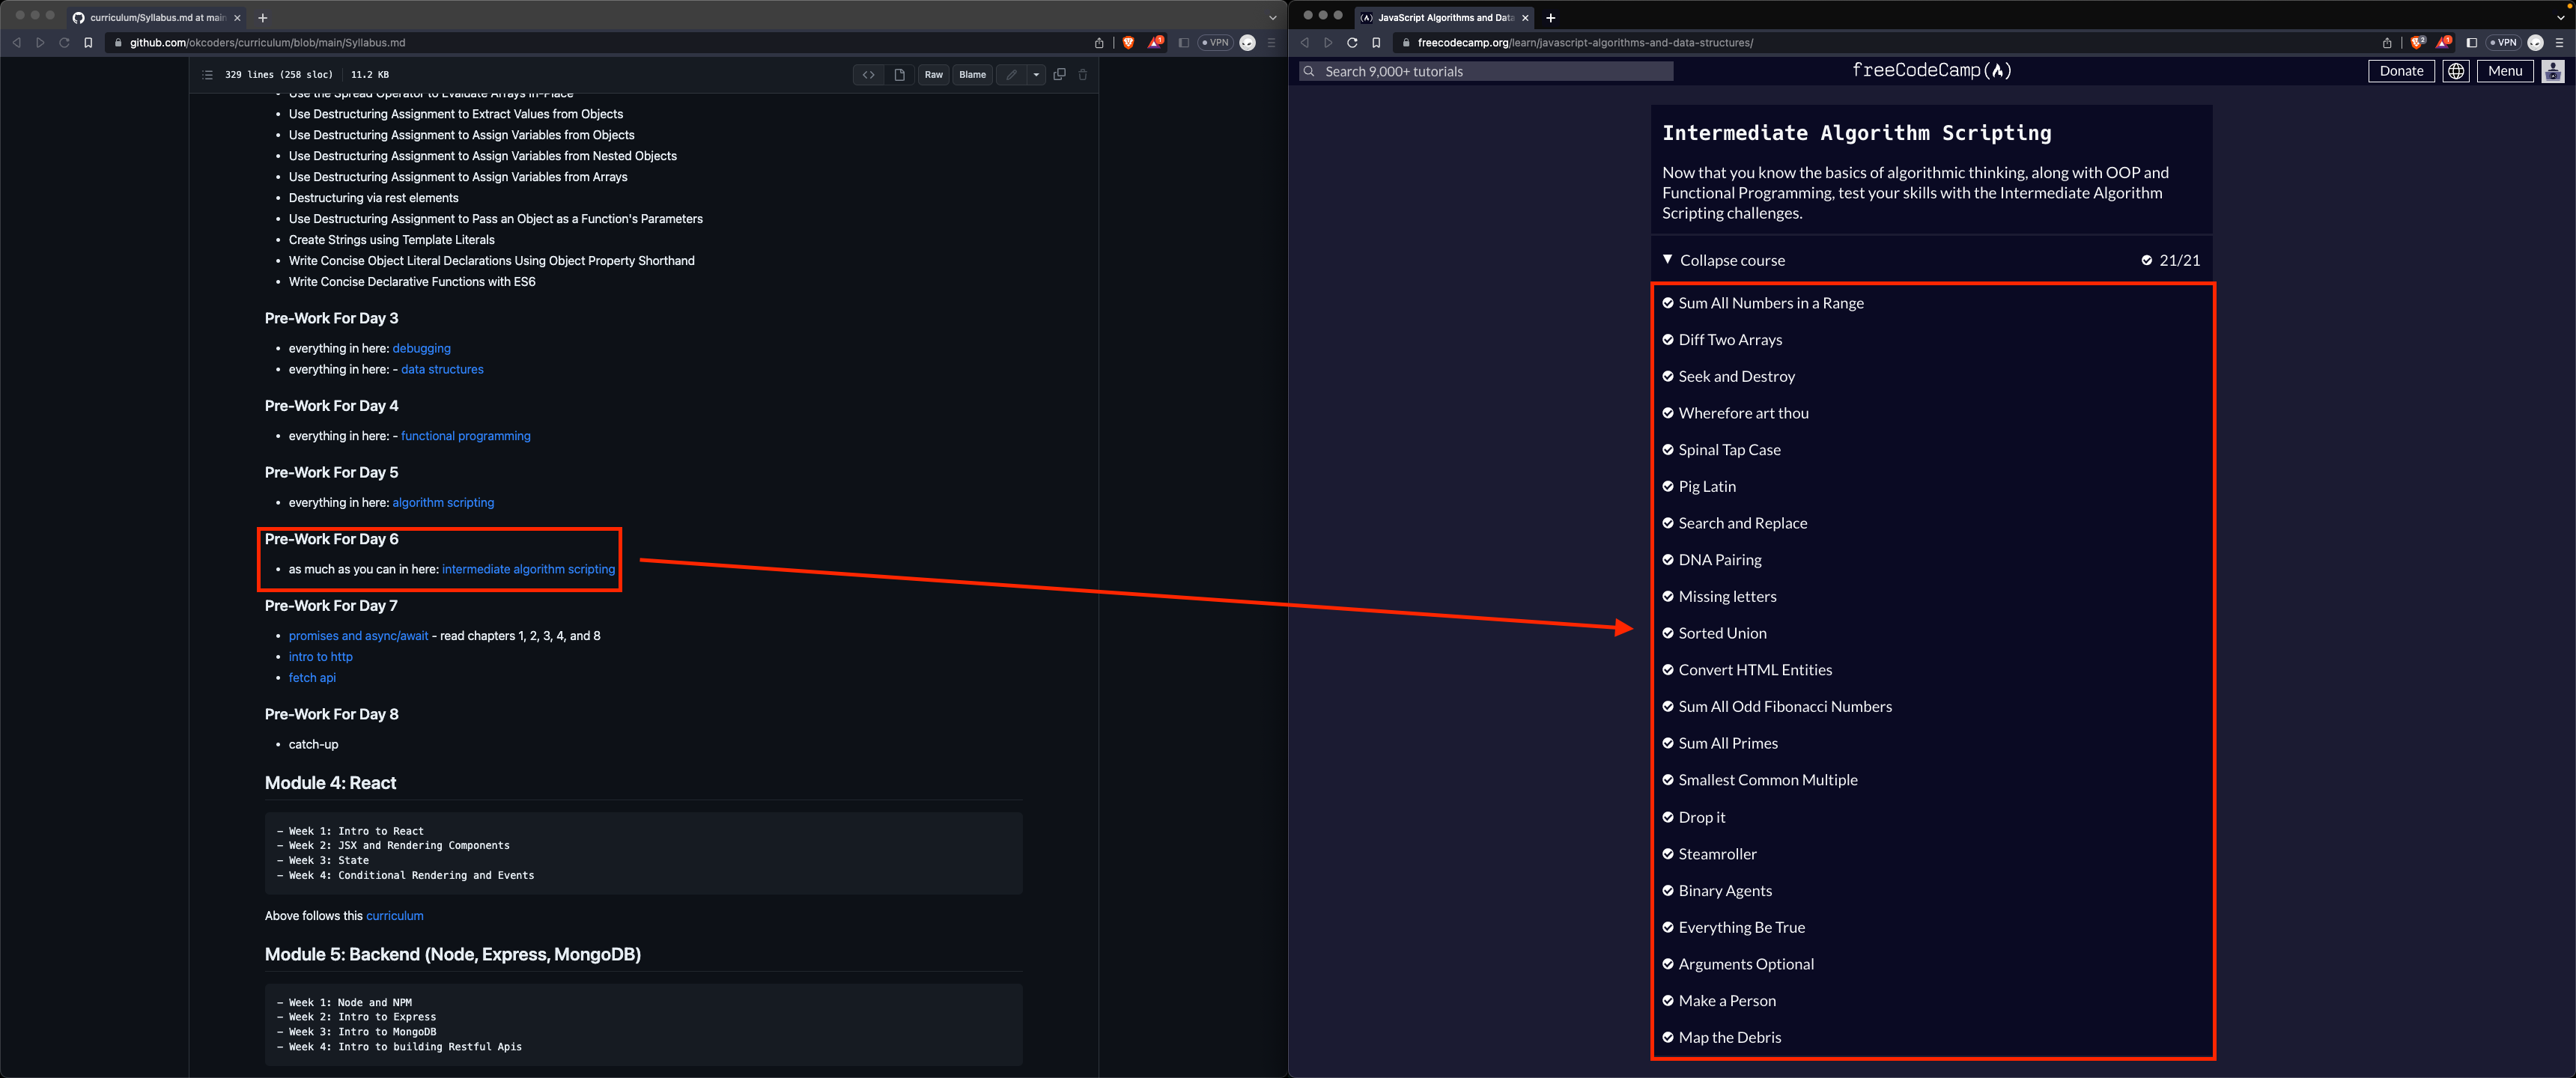 curriculum/Syllabus.md at main
github.com/okcoders/curriculum/blob/main/Syllabus.md
VPN
329 lines (258 sloc)
11.2 KB
Raw
Blame
Use the Spread Operator to Evaluate Arrays In-Place
Use Destructuring Assignment to Extract Values from Objects
Use Destructuring Assignment to Assign Variables from Objects
Use Destructuring Assignment to Assign Variables from Nested Objects
Use Destructuring Assignment to Assign Variables from Arrays
Destructuring via rest elements
Use Destructuring Assignment to Pass an Object as a Function's Parameters
Create Strings using Template Literals
Write Concise Object Literal Declarations Using Object Property Shorthand
Write Concise Declarative Functions with ES6
Pre-Work For Day 3
everything in here: debugging
everything in here: - data structures
Pre-Work For Day 4
everything in here: - functional programming
Pre-Work For Day 5
everything in here: algorithm scripting
Pre-Work For Day 6
as much as you can in here: intermediate algorithm scripting
Pre-Work For Day 7
promises and async/await - read chapters 1, 2, 3, 4, and 8
intro to http
fetch api
Pre-Work For Day 8
catch-up
Module 4: React
- Week 1: Intro to React
- Week 2: JSX and Rendering Components
- Week 3: State
- Week 4: Conditional Rendering and Events
Above follows this curriculum
Module 5: Backend (Node, Express, MongoDB)
- Week 1: Node and NPM
- Week 2: Intro to Express
- Week 3: Intro to MongoDB
- Week 4: Intro to building Restful Apis
JavaScript Algorithms and Data
freecodecamp.org/learn/javascript-algorithms-and-data-structures/
2
1
VPN
Search 9,000+ tutorials
freeCodeCamp
Donate
Menu
Intermediate Algorithm Scripting
Now that you know the basics of algorithmic thinking, along with OOP and
Functional Programming, test your skills with the Intermediate Algorithm
Scripting challenges.
Collapse course
21/21
Sum All Numbers in a Range
Diff Two Arrays
Seek and Destroy
Wherefore art thou
Spinal Tap Case
Pig Latin
Search and Replace
DNA Pairing
Missing letters
Sorted Union
Convert HTML Entities
Sum All Odd Fibonacci Numbers
Sum All Primes
Smallest Common Multiple
Drop it
Steamroller
Binary Agents
Everything Be True
Arguments Optional
Make a Person
Map the Debris